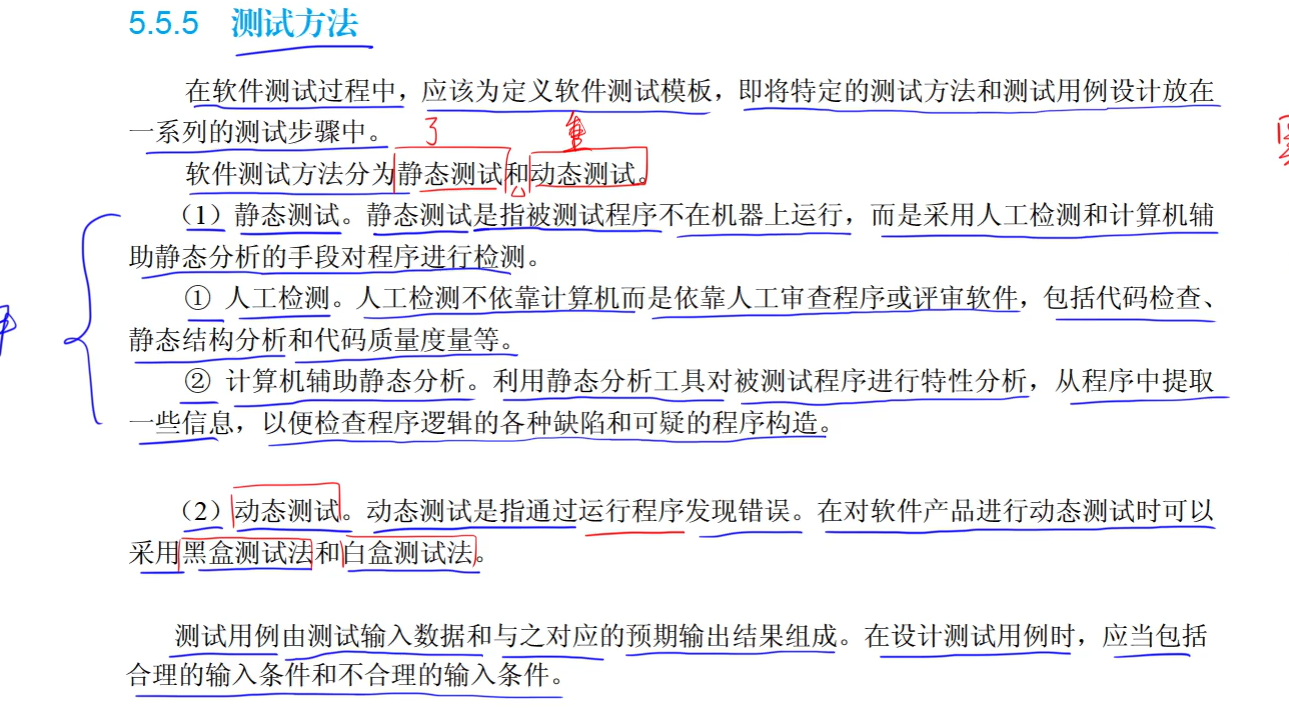 5.5.5 测试方法
在软件测试过程中，应该为定义软件测试模板，即将特定的测试方法和测试用例设计放在
一系列的测试步骤中。
软件测试方法分为静态测试和动态测试。
（1）静态测试。静态测试是指被测试程序不在机器上运行，而是采用人工检测和计算机辅
助静态分析的手段对程序进行检测。
① 人工检测。人工检测不依靠计算机而是依靠人工审查程序或评审软件，包括代码检查、
静态结构分析和代码质量度量等。
② 计算机辅助静态分析。利用静态分析工具对被测试程序进行特性分析，从程序中提取
一些信息，以便检查程序逻辑的各种缺陷和可疑的程序构造。
（2）动态测试。动态测试是指通过运行程序发现错误。在对软件产品进行动态测试时可以
采用黑盒测试法和白盒测试法。
测试用例由测试输入数据和与之对应的预期输出结果组成。在设计测试用例时，应当包括
合理的输入条件和不合理的输入条件。